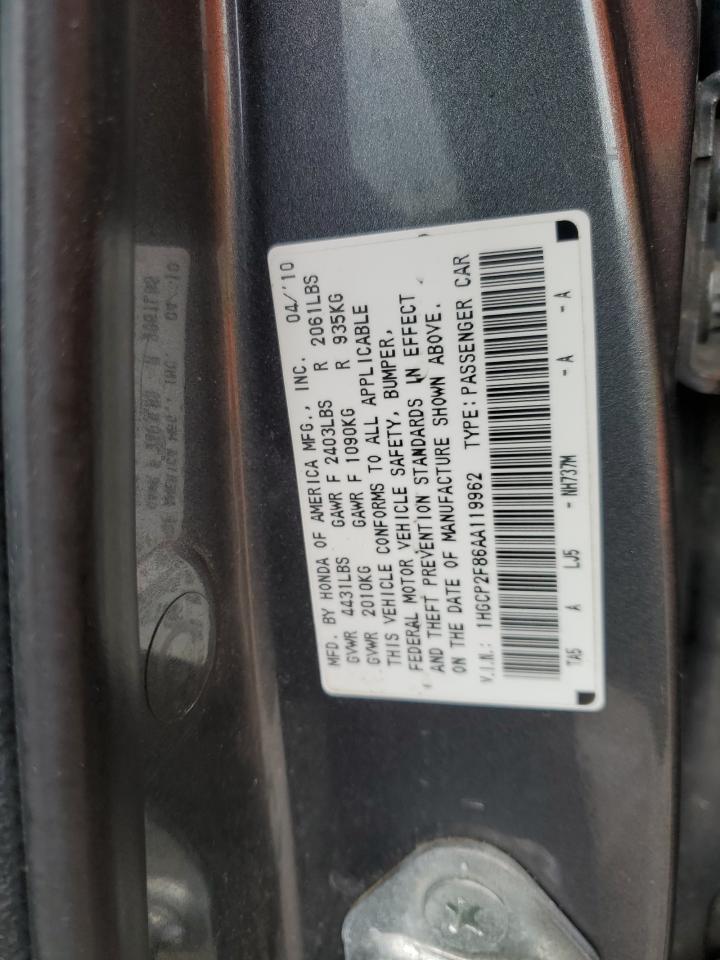 MFD. BY HONDA OF AMERICA MFG., INC. 04/'10
GVWR 4431LBS GAWR F 2403LBS R 2061LBS
GVWR 2010KG GAWR F 1090KG R 935KG
THIS VEHICLE CONFORMS TO ALL APPLICABLE
FEDERAL MOTOR VEHICLE SAFETY, BUMPER,
AND THEFT PREVENTION STANDARDS IN EFFECT
ON THE DATE OF MANUFACTURE SHOWN ABOVE.
V.I.N.: 1HGCP2F86AA119962 TYPE: PASSENGER CAR
TA5 A LJ5 - NH737M - A - A